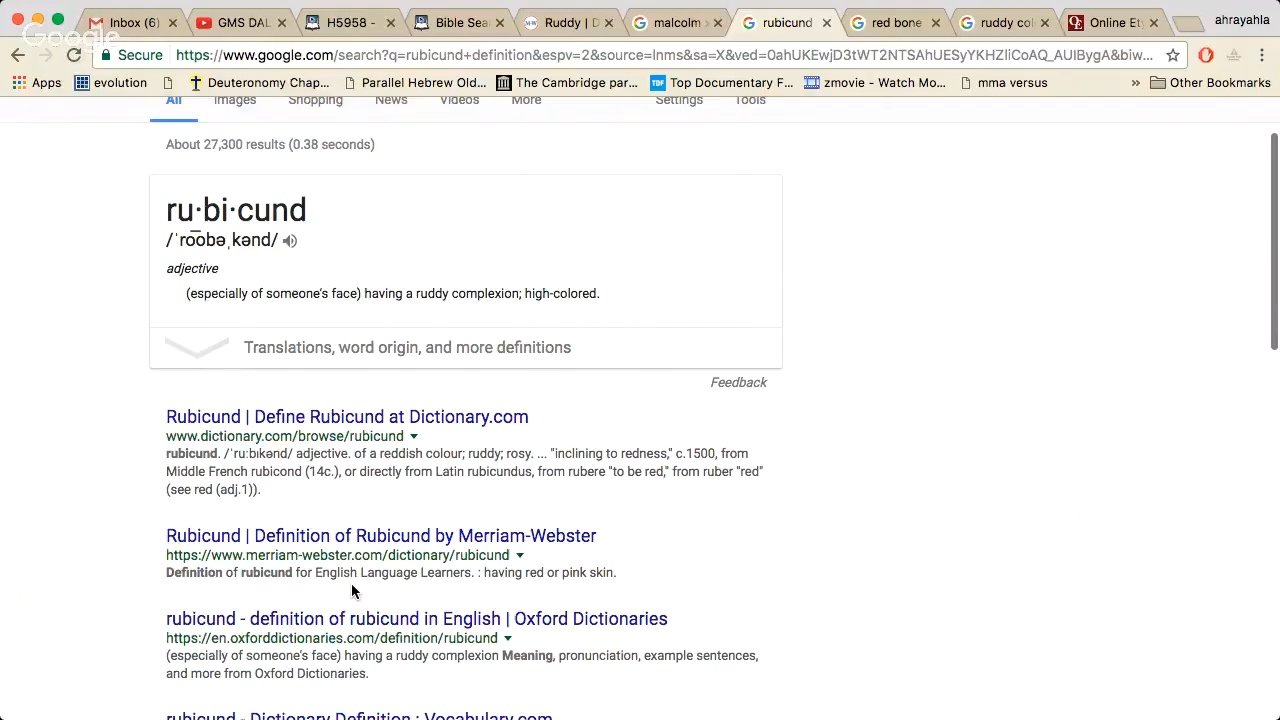 Inbox (6)
GMS DAL
H5958 -
Bible Sea
Ruddy | D
malcolm x
rubicund
red bone
ruddy col
Online Ety
ahrayahla
Google
Secure
https://www.google.com/search?q=rubicund+definition&espv=2&source=lnms&sa=X&ved=0ahUKEwjD3tWT2NTSAhUESyYKHZliCoAQ_AUIBygA&biw...
Apps
evolution
Deuteronomy Chap...
Parallel Hebrew Old...
The Cambridge par...
TDF
Top Documentary F...
zmovie - Watch Mo...
mma versus
»
Other Bookmarks
All
Images
Shopping
News
Videos
More
Settings
Tools
About 27,300 results (0.38 seconds)
ru·bi·cund
/ˈro͞obəˌkənd/
adjective
(especially of someone's face) having a ruddy complexion; high-colored.
Translations, word origin, and more definitions
Feedback
Rubicund | Define Rubicund at Dictionary.com
www.dictionary.com/browse/rubicund
rubicund. /ˈruːbɪkənd/ adjective. of a reddish colour; ruddy; rosy. ... "inclining to redness," c.1500, from
Middle French rubicond (14c.), or directly from Latin rubicundus, from rubere "to be red," from ruber "red"
(see red (adj.1)).
Rubicund | Definition of Rubicund by Merriam-Webster
https://www.merriam-webster.com/dictionary/rubicund
Definition of rubicund for English Language Learners. : having red or pink skin.
rubicund - definition of rubicund in English | Oxford Dictionaries
https://en.oxforddictionaries.com/definition/rubicund
(especially of someone's face) having a ruddy complexion Meaning, pronunciation, example sentences,
and more from Oxford Dictionaries.
rubicund - Dictionary Definition : Vocabulary.com